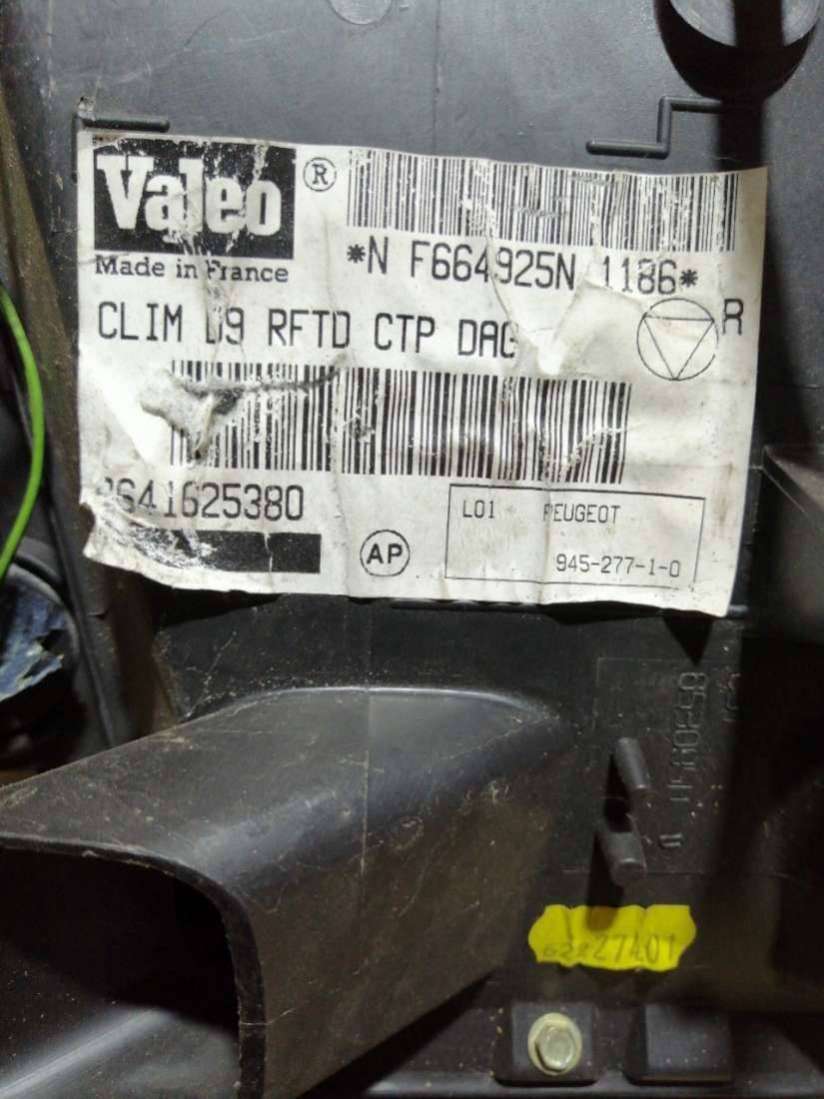 Valeo ®
Made in France
*N F664925N 1186*
CLIM D9 RFTD CTP DAG
R
641625380
AP
L01 PEUGEOT
945-277-1-0
27401